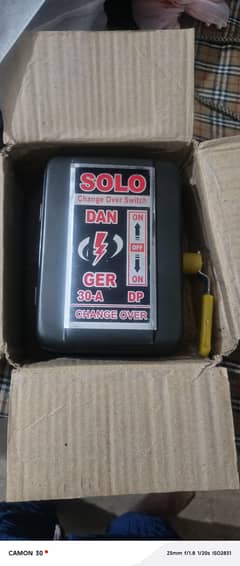 SOLO
Change Over Switch
DAN ON
OFF
GER ON
30-A DP
CHANGE OVER
CAMON 30 25mm f/1.8 1/20s ISO2831